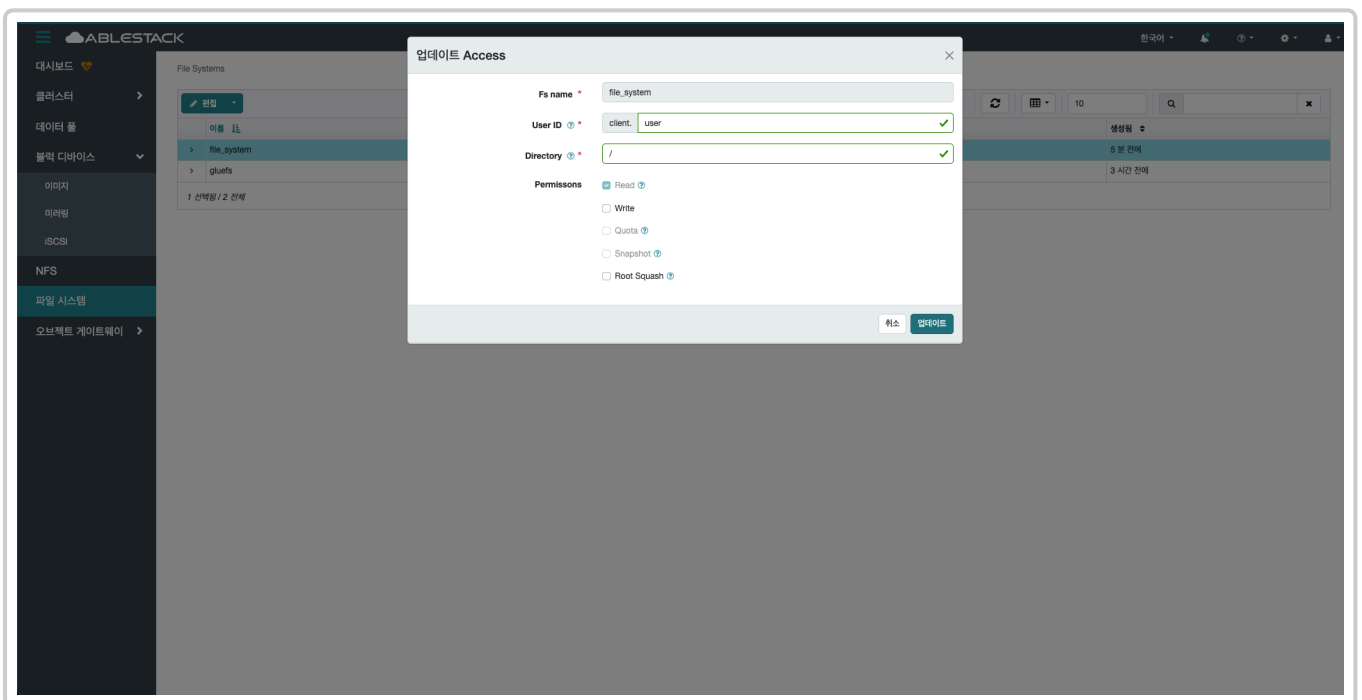 ABLESTACK
한국어
대시보드
클러스터
데이터 풀
블럭 디바이스
이미지
미러링
iSCSI
NFS
파일 시스템
오브젝트 게이트웨이
File Systems
편집
10
이름
생성됨
file_system
5 분 전에
gluefs
3 시간 전에
1 선택됨 / 2 전체
업데이트 Access
Fs name *
file_system
User ID *
client. user
Directory *
/
Permissons
Read
Write
Quota
Snapshot
Root Squash
취소 업데이트